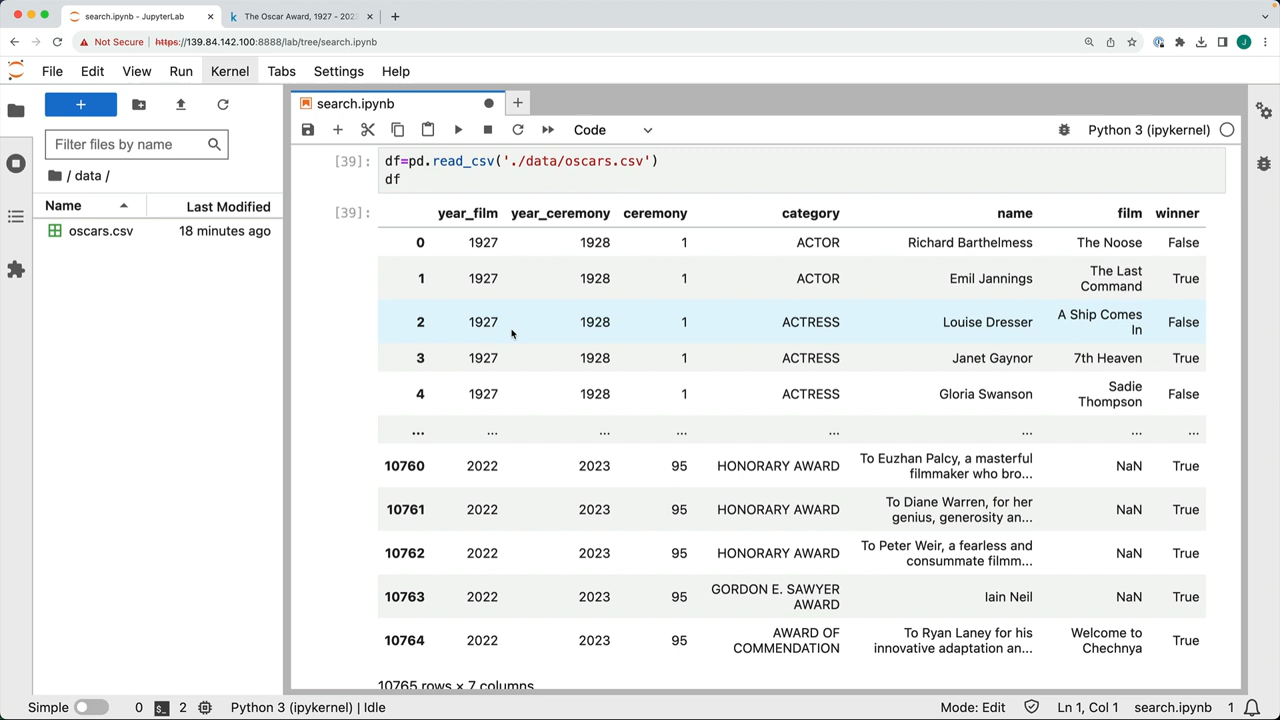 search.ipynb - JupyterLab
The Oscar Award, 1927 - 202
Not Secure https://139.84.142.100:8888/lab/tree/search.ipynb
J
File Edit View Run Kernel Tabs Settings Help
+
Filter files by name
/ data /
Name Last Modified
oscars.csv 18 minutes ago
search.ipynb
Code
Python 3 (ipykernel)
[39]: df=pd.read_csv('./data/oscars.csv')
df
[39]: year_film year_ceremony ceremony category name film winner
0 1927 1928 1 ACTOR Richard Barthelmess The Noose False
1 1927 1928 1 ACTOR Emil Jannings The Last Command True
2 1927 1928 1 ACTRESS Louise Dresser A Ship Comes In False
3 1927 1928 1 ACTRESS Janet Gaynor 7th Heaven True
4 1927 1928 1 ACTRESS Gloria Swanson Sadie Thompson False
... ... ... ... ... ... ... ...
10760 2022 2023 95 HONORARY AWARD To Euzhan Palcy, a masterful filmmaker who bro... NaN True
10761 2022 2023 95 HONORARY AWARD To Diane Warren, for her genius, generosity an... NaN True
10762 2022 2023 95 HONORARY AWARD To Peter Weir, a fearless and consummate filmm... NaN True
10763 2022 2023 95 GORDON E. SAWYER AWARD Iain Neil NaN True
10764 2022 2023 95 AWARD OF COMMENDATION To Ryan Laney for his innovative adaptation an... Welcome to Chechnya True
10765 rows × 7 columns
Simple 0 2 Python 3 (ipykernel) | Idle Mode: Edit Ln 1, Col 1 search.ipynb 1